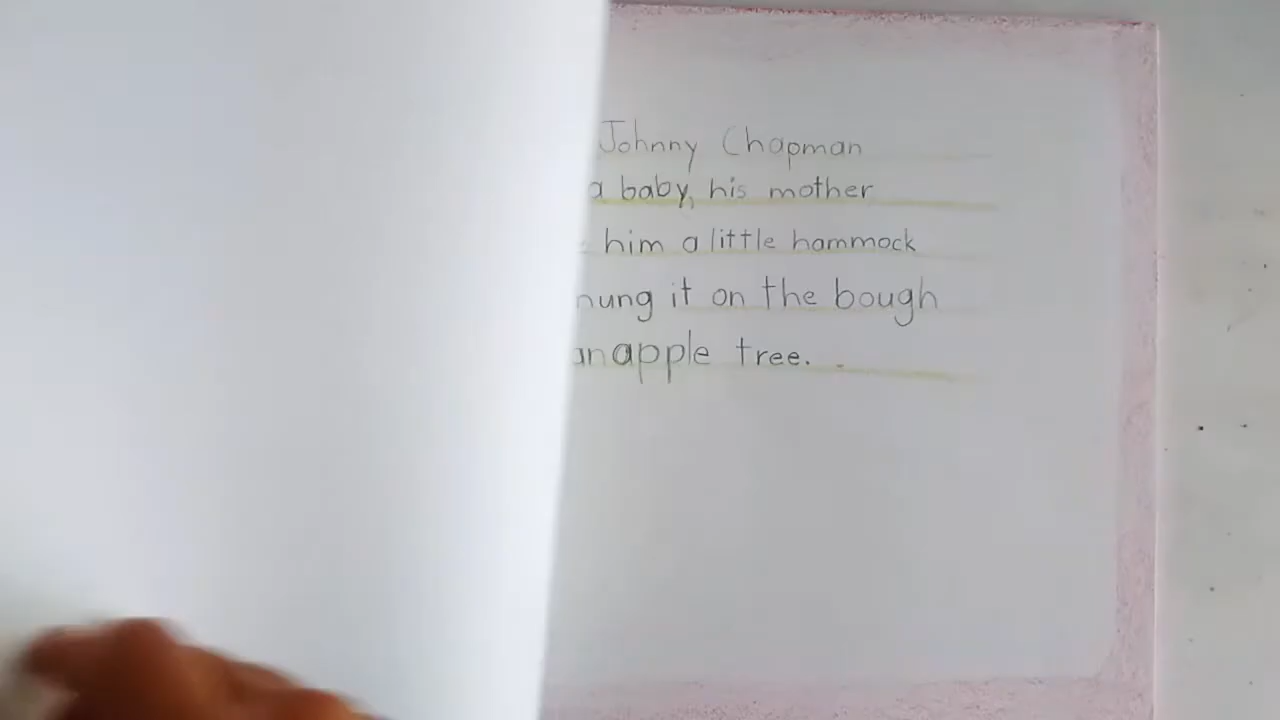 Johnny Chapman
a baby, his mother
him a little hammock
hung it on the bough
an apple tree.